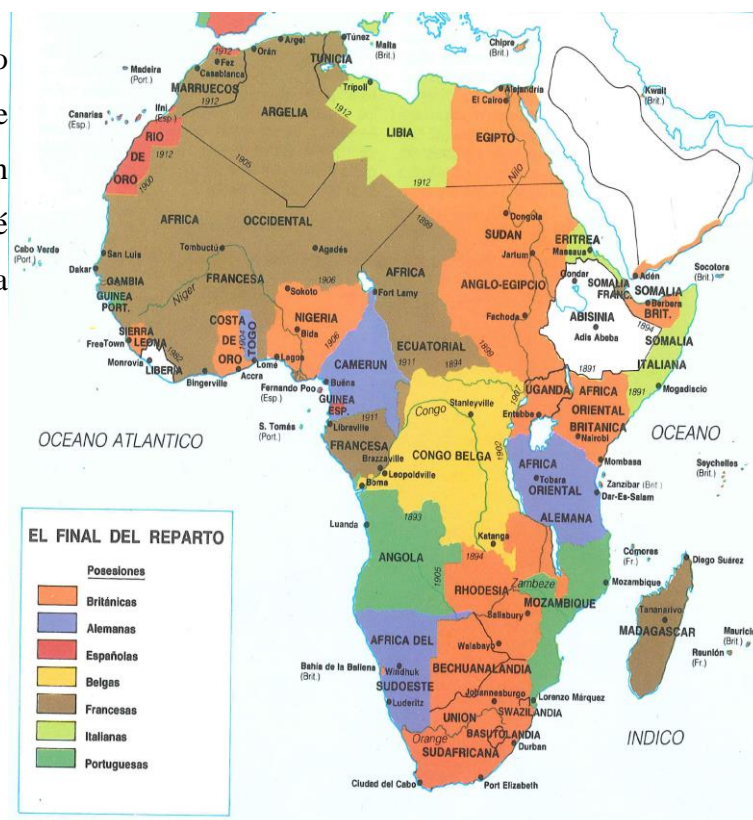 o
e
n
é
a
Madeira
(Port.)
Canarias
(Esp.)
Ifni
(Esp.)
1912
Fez
Casablanca
MARRUECOS
1912
Orán
Argel
Túnez
TUNICIA
Malta
(Brit.)
Chipre
(Brit.)
Kwait
(Brit.)
Tripoli
1912
ARGELIA
LIBIA
1912
Alejandría
El Cairo
EGIPTO
Nilo
RIO
DE
ORO
1912
1900
1905
AFRICA
OCCIDENTAL
FRANCESA
1899
Dongola
SUDAN
Jartum
ANGLO-EGIPCIO
Fachoda
1899
ERITREA
Massaua
Gondar
Adén
Socotora
(Brit.)
SOMALIA
FRANC.
SOMALIA
BRIT.
Berbera
1894
ABISINIA
Adis Ababa
1891
SOMALIA
ITALIANA
1891
Mogadiscio
Cabo Verde
(Port.)
San Luis
Dakar
GAMBIA
GUINEA
PORT.
Tombuctú
Agadés
Niger
1906
SIERRA
LEONA
FreeTown
Monrovia
LIBERIA
1892
Bingerville
COSTA
DE
ORO
Accra
1904
TOGO
Lomé
Sokoto
NIGERIA
Bida
Lagos
1906
Fort Lamy
AFRICA
ECUATORIAL
1911
1894
CAMERUN
Buéna
Fernando Poo
(Esp.)
GUINEA
ESP.
1911
Libreville
S. Tomás
(Port.)
FRANCESA
Brazzaville
Leopoldville
Boma
Congo
Stanleyville
CONGO BELGA
1902
1907
UGANDA
Entebbe
AFRICA
ORIENTAL
BRITANICA
Nairobi
Mombasa
OCEANO ATLANTICO
OCEANO
AFRICA
Tobara
ORIENTAL
ALEMANA
Zanzibar (Brit.)
Dar-Es-Salam
Seychelles
(Brit.)
1893
Luanda
Katanga
1894
ANGOLA
1905
RHODESIA
Zambeze
Salisbury
MOZAMBIQUE
Mozambique
Comores
(Fr.)
Diego Suárez
Tananarivo
MADAGASCAR
Mauricio
(Brit.)
Reunión
(Fr.)
AFRICA DEL
SUDOESTE
Bahía de la Ballena
(Brit.)
Windhuk
Luderitz
Walabayo
BECHUANALANDIA
Johannesburgo
SWAZILANDIA
Lorenzo Márquez
UNION
SUDAFRICANA
Orange
BASUTOLANDIA
Durban
Ciudad del Cabo
Port Elizabeth
INDICO
EL FINAL DEL REPARTO
Posesiones
Británicas
Alemanas
Españolas
Belgas
Francesas
Italianas
Portuguesas